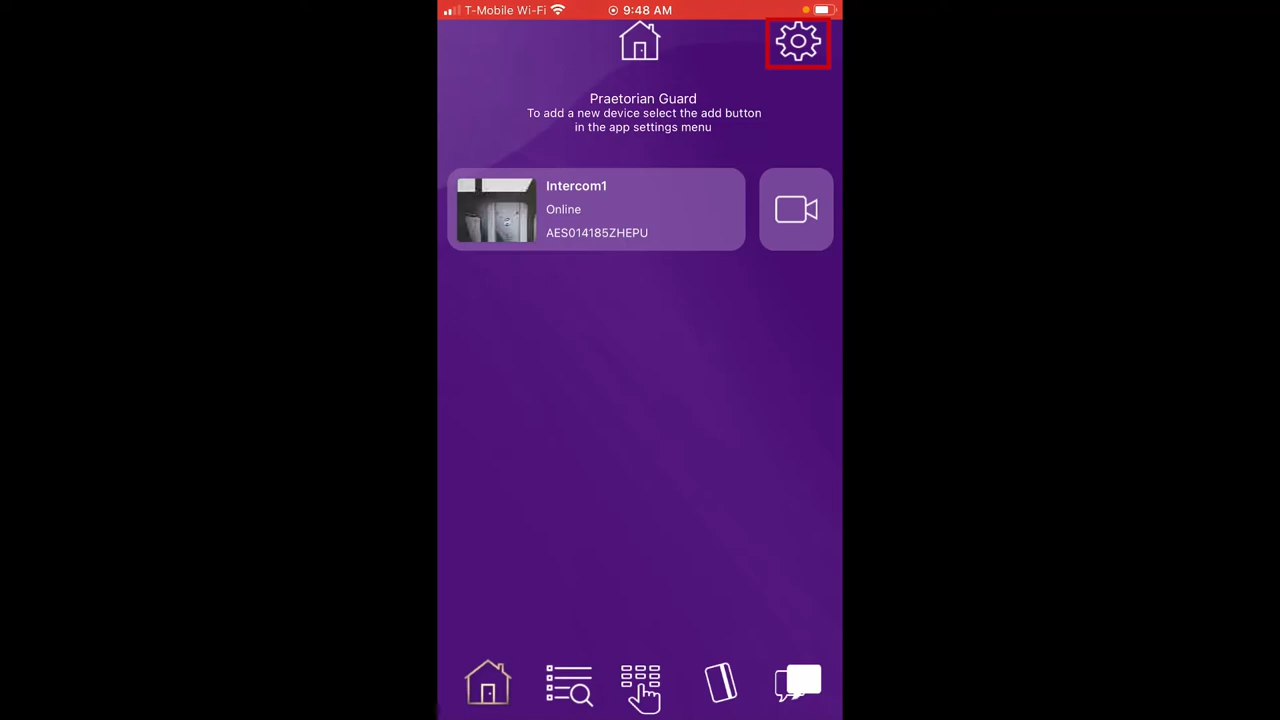 T-Mobile Wi-Fi 9:48 AM
Praetorian Guard
To add a new device select the add button
in the app settings menu
Intercom1
Online
AES014185ZHEPU